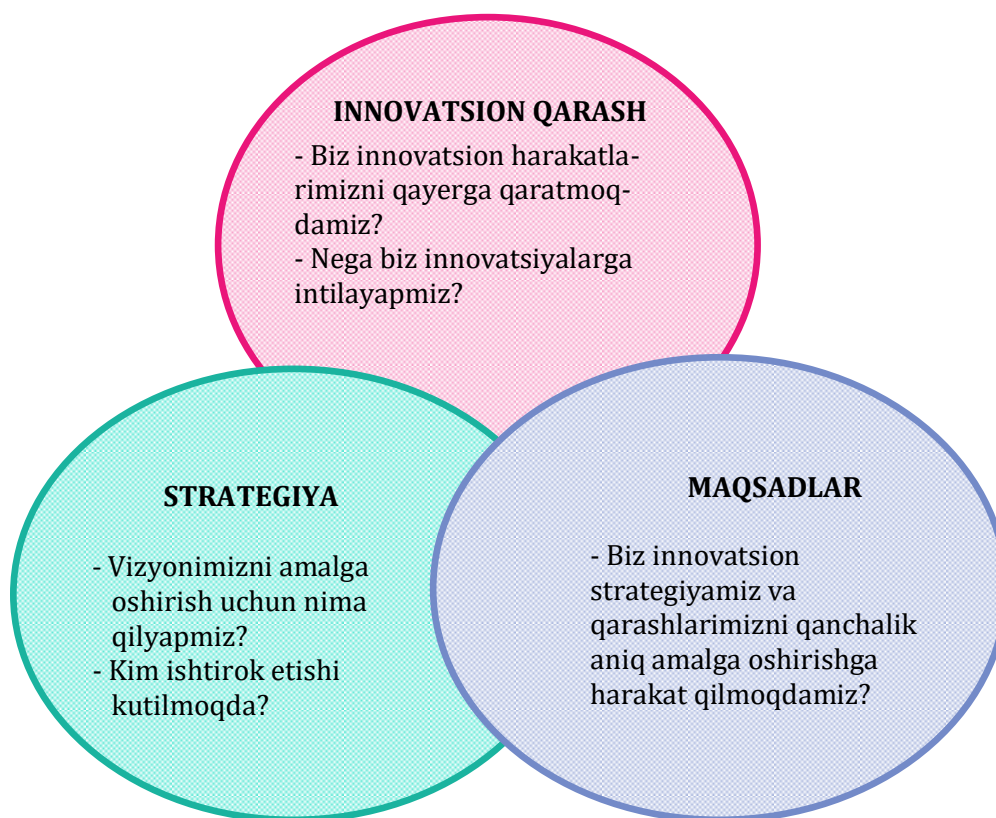 INNOVATSION QARASH
- Biz innovatsion harakatla-
rimizni qayerga qaratmoq-
damiz?
- Nega biz innovatsiyalarga
intilayapmiz?
STRATEGIYA
- Vizyonimizni amalga
oshirish uchun nima
qilyapmiz?
- Kim ishtirok etishi
kutilmoqda?
MAQSADLAR
- Biz innovatsion
strategiyamiz va
qarashlarimizni qanchalik
aniq amalga oshirishga
harakat qilmoqdamiz?